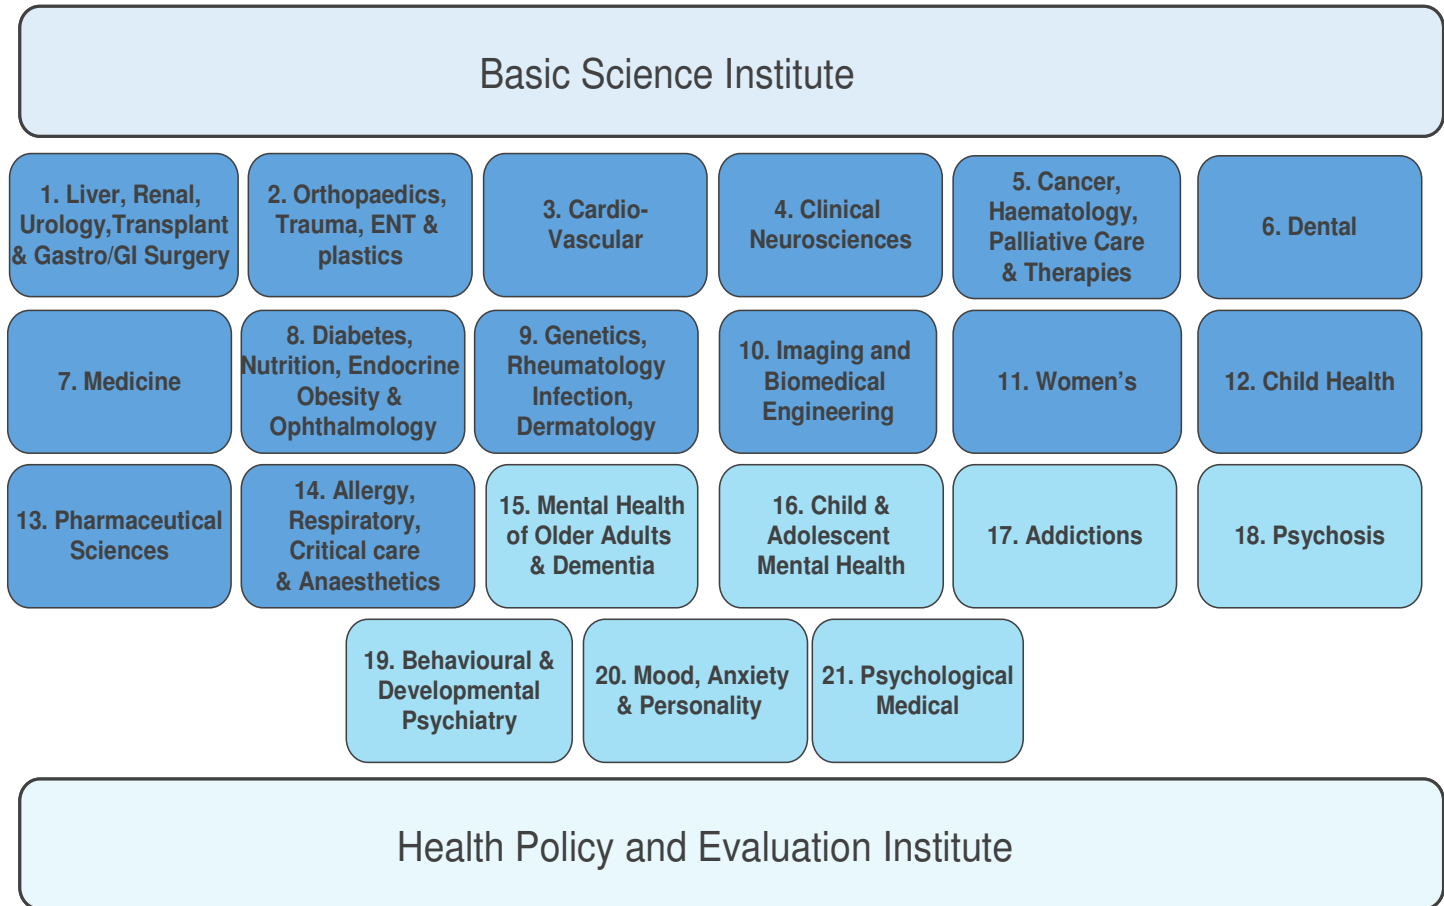 Basic Science Institute
1. Liver, Renal,
Urology,Transplant
& Gastro/GI Surgery
2. Orthopaedics,
Trauma, ENT &
plastics
3. Cardio-
Vascular
4. Clinical
Neurosciences
5. Cancer,
Haematology,
Palliative Care
& Therapies
6. Dental
7. Medicine
8. Diabetes,
Nutrition, Endocrine
Obesity &
Ophthalmology
9. Genetics,
Rheumatology
Infection,
Dermatology
10. Imaging and
Biomedical
Engineering
11. Women’s
12. Child Health
13. Pharmaceutical
Sciences
14. Allergy,
Respiratory,
Critical care
& Anaesthetics
15. Mental Health
of Older Adults
& Dementia
16. Child &
Adolescent
Mental Health
17. Addictions
18. Psychosis
19. Behavioural &
Developmental
Psychiatry
20. Mood, Anxiety
& Personality
21. Psychological
Medical
Health Policy and Evaluation Institute